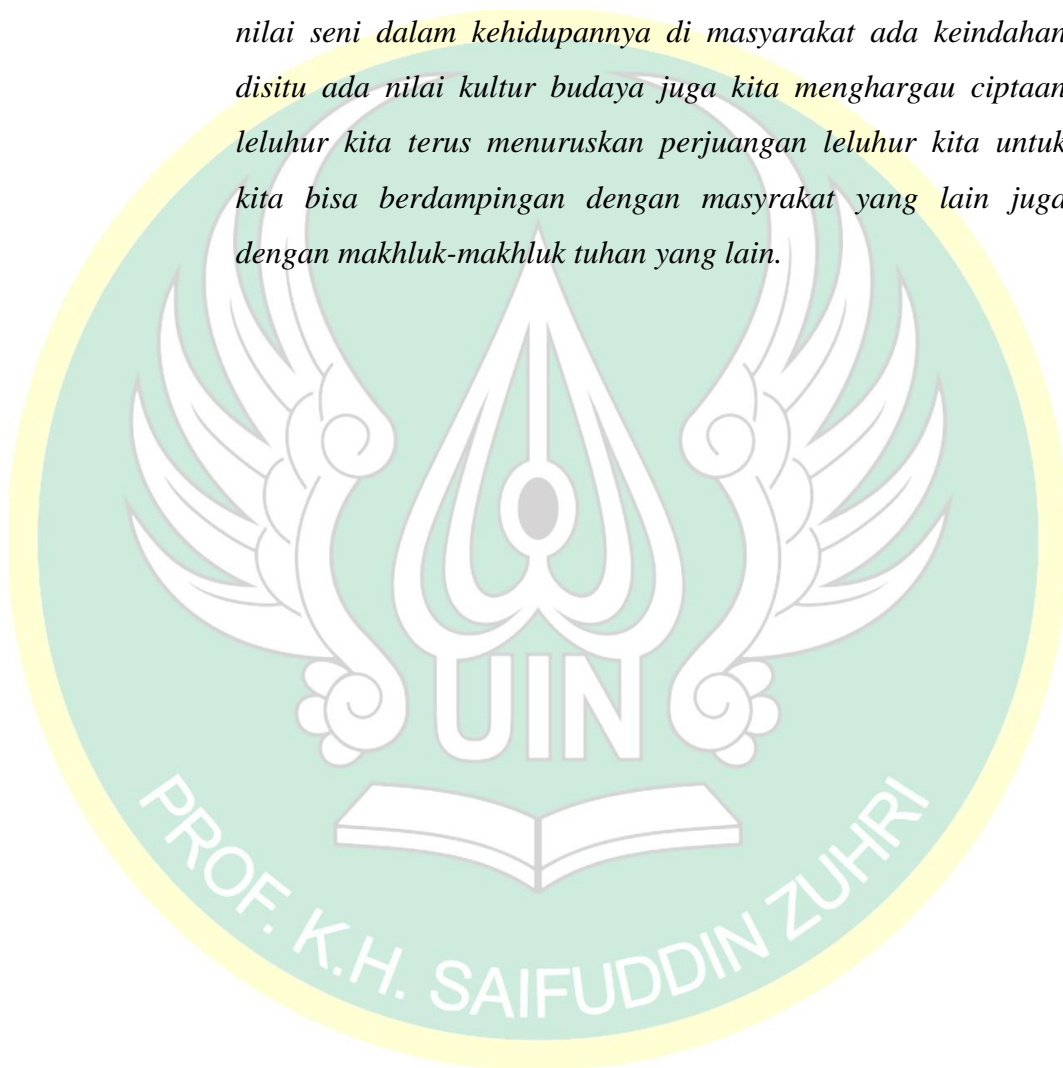 nilai seni dalam kehidupannya di masyarakat ada keindahan
disitu ada nilai kultur budaya juga kita menghargau ciptaan
leluhur kita terus menuruskan perjuangan leluhur kita untuk
kita bisa berdampingan dengan masyrakat yang lain juga
dengan makhluk-makhluk tuhan yang lain.
UIN
PROF. K.H. SAIFUDDIN ZUHRI